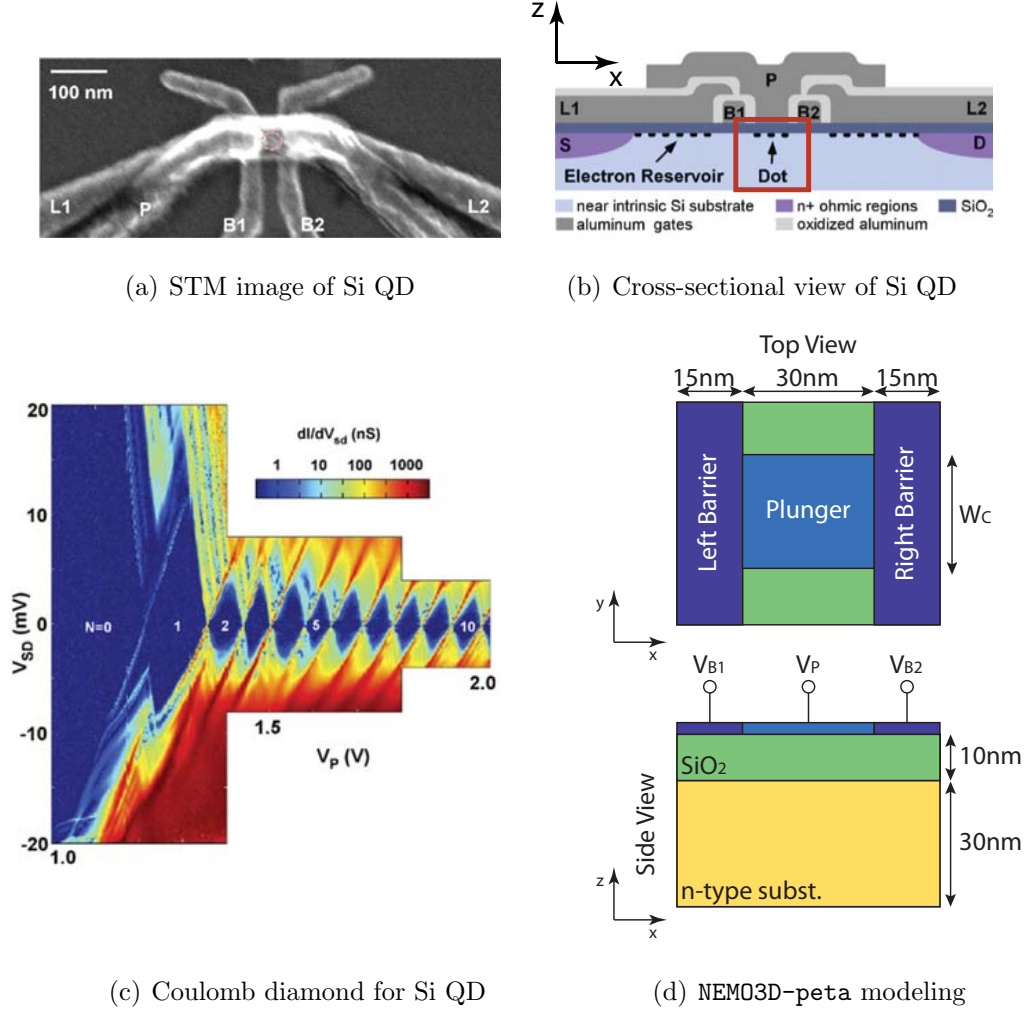 100 nm
L1
P
B1
B2
L2
(a) STM image of Si QD
z
x
P
L1
B1
B2
L2
S
D
Electron Reservoir
Dot
near intrinsic Si substrate
n+ ohmic regions
SiO2
aluminum gates
oxidized aluminum
(b) Cross-sectional view of Si QD
20
10
0
-10
-20
VSD (mV)
dI/dVsd (nS)
1 10 100 1000
N=0
1
2
5
10
1.0
1.5
2.0
VP (V)
(c) Coulomb diamond for Si QD
Top View
15nm
30nm
15nm
Left Barrier
Plunger
Right Barrier
WC
y
x
VB1
VP
VB2
SiO2
10nm
Side View
30nm
n-type subst.
z
x
(d) NEMO3D-peta modeling